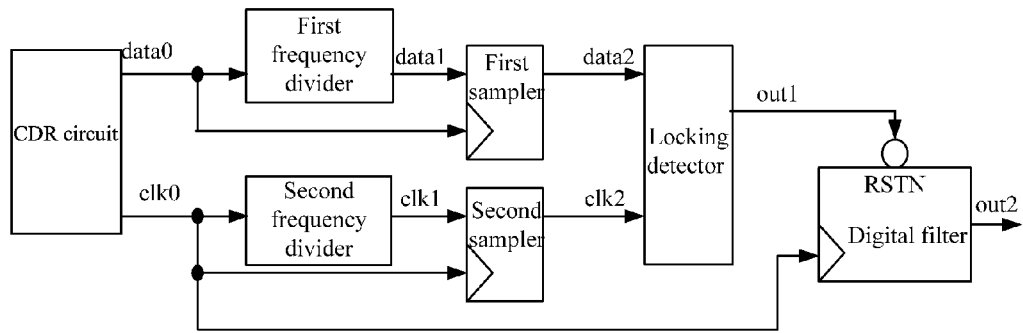 CDR circuit
data0
First
frequency
divider
data1
First
sampler
data2
clk0
Second
frequency
divider
clk1
Second
sampler
clk2
Locking
detector
out1
RSTN
Digital filter
out2